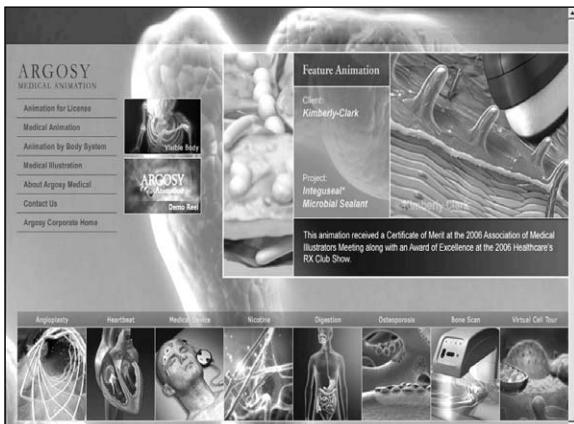 ARGOSY
MEDICAL ANIMATION
Animation for License
Medical Animation
Animation by Body System
Medical Illustration
About Argosy Medical
Contact Us
Argosy Corporate Home
Visible Body
ARGOSY
Animation
Demo Reel
Feature Animation
Client:
Kimberly-Clark
Project:
Integuseal*
Microbial Sealant
Kimberly Clark
This animation received a Certificate of Merit at the 2006 Association of Medical
Illustrators Meeting along with an Award of Excellence at the 2006 Healthcare's
RX Club Show.
Angioplasty
Heartbeat
Medical Device
Nicotine
Digestion
Osteoporosis
Bone Scan
Virtual Cell Tour